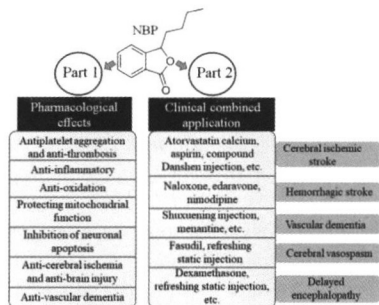 NBP
O
O
Part 1
Part 2
Pharmacological
effects
Antiplatelet aggregation
and anti-thrombosis
Anti-inflammatory
Anti-oxidation
Protecting mitochondrial
function
Inhibition of neuronal
apoptosis
Anti-cerebral ischemia
and anti-brain injury
Anti-vascular dementia
Clinical combined
application
Atorvastatin calcium,
aspirin, compound
Danshen injection, etc.
Naloxone, edaravone,
nimodipine
Shuxuening injection,
menantine, etc.
Fasudil, refreshing
static injection
Dexamethasone,
refreshing static injection,
etc.
Cerebral ischemic
stroke
Hemorrhagic stroke
Vascular dementia
Cerebral vasospasm
Delayed
encephalopathy